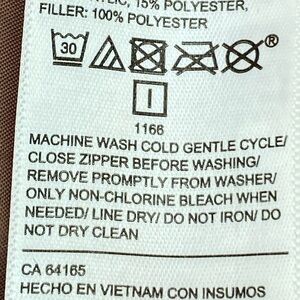 15% POLYESTER,
FILLER: 100% POLYESTER
30
®
1166
MACHINE WASH COLD GENTLE CYCLE/
CLOSE ZIPPER BEFORE WASHING/
REMOVE PROMPTLY FROM WASHER/
ONLY NON-CHLORINE BLEACH WHEN
NEEDED/ LINE DRY/ DO NOT IRON/ DO
NOT DRY CLEAN
CA 64165
HECHO EN VIETNAM CON INSUMOS